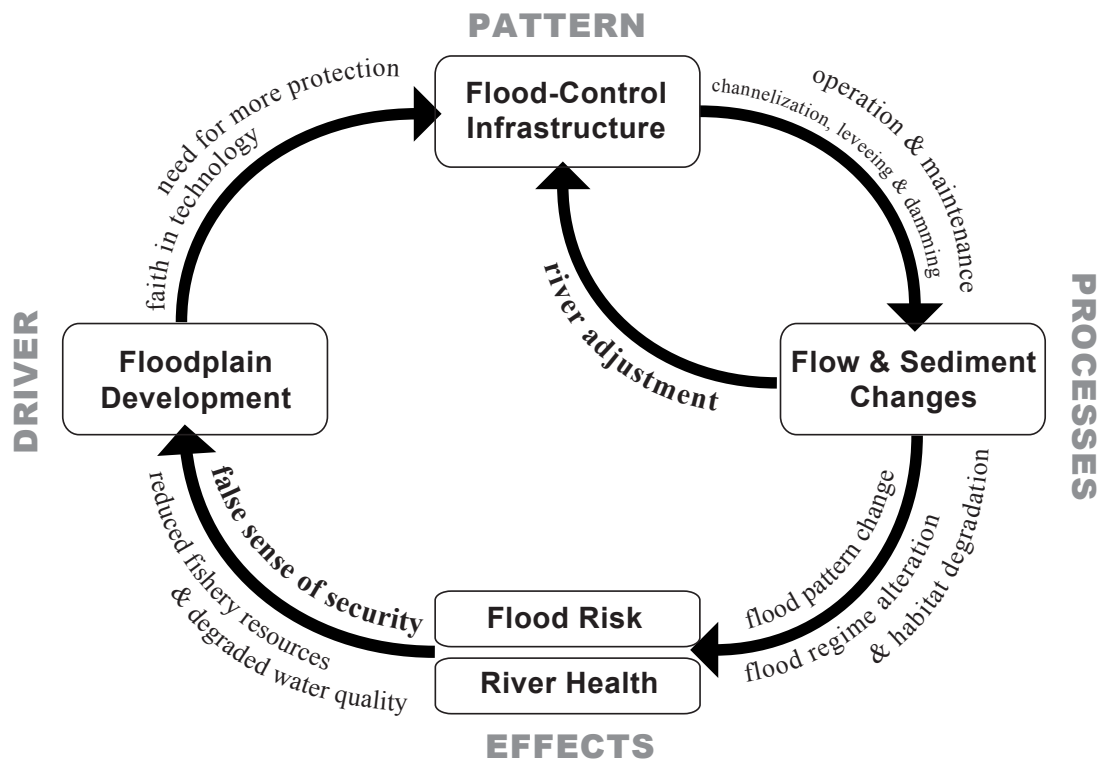 PATTERN
Flood-Control
Infrastructure
need for more protection
faith in technology
channelization, leveeing & damming
operation & maintenance
river adjustment
DRIVER
Floodplain
Development
Flow & Sediment
Changes
PROCESSES
false sense of security
reduced fishery resources
& degraded water quality
flood pattern change
flood regime alteration
& habitat degradation
Flood Risk
River Health
EFFECTS